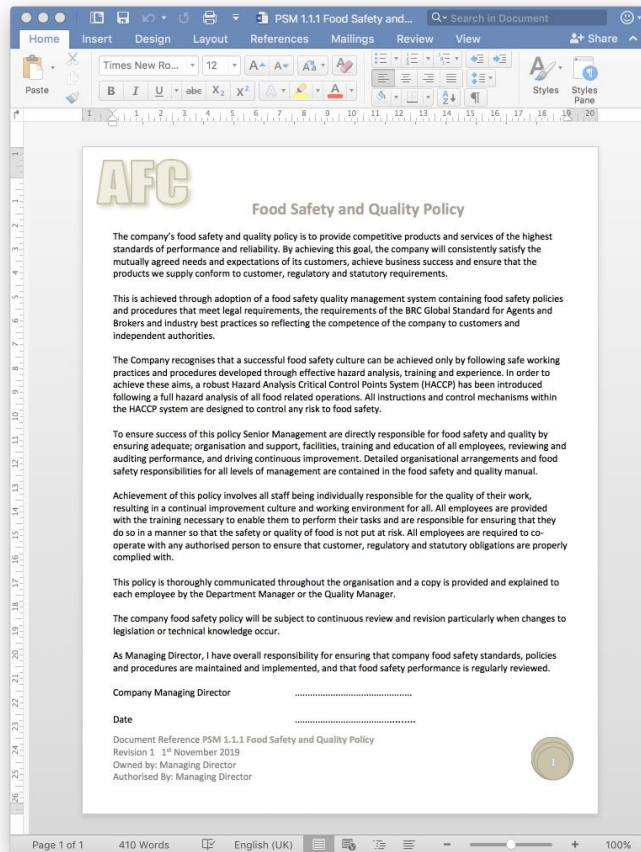 PSM 1.1.1 Food Safety and...
Search in Document
Home Insert Design Layout References Mailings Review View Share
Times New Ro... 12
Paste
B I U abc X₂ X²
Styles
Styles Pane
AFC
Food Safety and Quality Policy
The company's food safety and quality policy is to provide competitive products and services of the highest
standards of performance and reliability. By achieving this goal, the company will consistently satisfy the
mutually agreed needs and expectations of its customers, achieve business success and ensure that the
products we supply conform to customer, regulatory and statutory requirements.
This is achieved through adoption of a food safety quality management system containing food safety policies
and procedures that meet legal requirements, the requirements of the BRC Global Standard for Agents and
Brokers and industry best practices so reflecting the competence of the company to customers and
independent authorities.
The Company recognises that a successful food safety culture can be achieved only by following safe working
practices and procedures developed through effective hazard analysis, training and experience. In order to
achieve these aims, a robust Hazard Analysis Critical Control Points System (HACCP) has been introduced
following a full hazard analysis of all food related operations. All instructions and control mechanisms within
the HACCP system are designed to control any risk to food safety.
To ensure success of this policy Senior Management are directly responsible for food safety and quality by
ensuring adequate; organisation and support, facilities, training and education of all employees, reviewing and
auditing performance, and driving continuous improvement. Detailed organisational arrangements and food
safety responsibilities for all levels of management are contained in the food safety and quality manual.
Achievement of this policy involves all staff being individually responsible for the quality of their work,
resulting in a continual improvement culture and working environment for all. All employees are provided
with the training necessary to enable them to perform their tasks and are responsible for ensuring that they
do so in a manner so that the safety or quality of food is not put at risk. All employees are required to co-
operate with any authorised person to ensure that customer, regulatory and statutory obligations are properly
complied with.
This policy is thoroughly communicated throughout the organisation and a copy is provided and explained to
each employee by the Department Manager or the Quality Manager.
The company food safety policy will be subject to continuous review and revision particularly when changes to
legislation or technical knowledge occur.
As Managing Director, I have overall responsibility for ensuring that company food safety standards, policies
and procedures are maintained and implemented, and that food safety performance is regularly reviewed.
Company Managing Director ................................................
Date ................................................
Document Reference PSM 1.1.1 Food Safety and Quality Policy
Revision 1 1st November 2019
Owned by: Managing Director
Authorised By: Managing Director
1
Page 1 of 1 410 Words English (UK) 100%